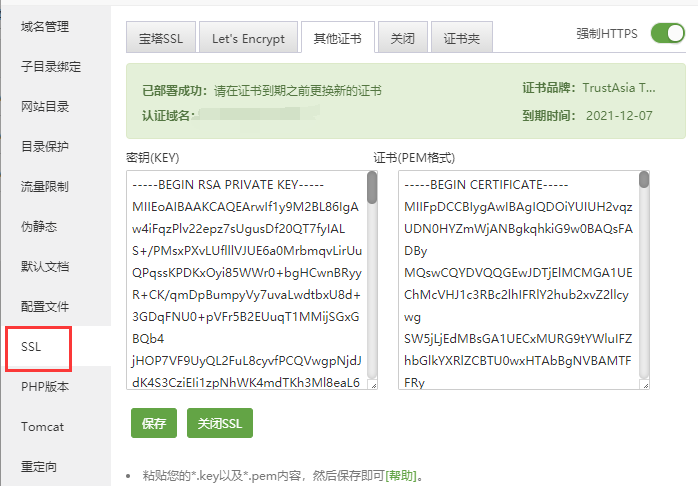 域名管理
子目录绑定
网站目录
目录保护
流量限制
伪静态
默认文档
配置文件
SSL
PHP版本
Tomcat
重定向
宝塔SSL
Let's Encrypt
其他证书
关闭
证书夹
强制HTTPS
已部署成功：请在证书到期之前更换新的证书
证书品牌：TrustAsia T...
认证域名：
到期时间： 2021-12-07
密钥(KEY)
证书(PEM格式)
-----BEGIN RSA PRIVATE KEY-----
MIIEoAIBAAKCAQEArwIf1y9M2BL86IgA
w4iFqzPlv22epz7sUgusDf20QT7fyIAL
S+/PMsxPXvLUflllVJUE6a0MrbmqvLirUu
QPqssKPDKxOyi85WWr0+bgHCwnBRyy
R+CK/qmDpBumpyVy7uvaLwdtbxU8d+
3GDqFNU0+pVFr5B2EUuqT1MMijSGxG
BQb4
jHOP7VF9UyQL2FuL8cyvfPCQVwgpNjdJ
dK4S3CziEIi1zpNhWK4mdTKh3Ml8eaL6
-----BEGIN CERTIFICATE-----
MIIFpDCCBIygAwIBAgIQDOiYUIUH2vqz
UDN0HYZmWjANBgkqhkiG9w0BAQsFA
DBy
MQswCQYDVQQGEwJDTjElMCMGA1UE
ChMcVHJ1c3RBc2lhIFRlY2hub2xvZ2llcy
wg
SW5jLjEdMBsGA1UECxMURG9tYWluIFZ
hbGlkYXRlZCBTU0wxHTAbBgNVBAMTF
FRy
保存
关闭SSL
粘贴您的*.key以及*.pem内容，然后保存即可[帮助]。